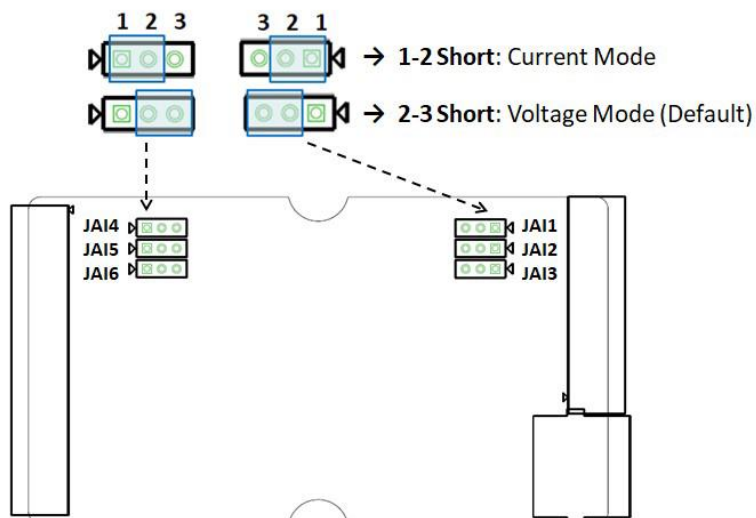 1 2 3 3 2 1
→ 1-2 Short: Current Mode
→ 2-3 Short: Voltage Mode (Default)
JAI4 JAI1
JAI5 JAI2
JAI6 JAI3